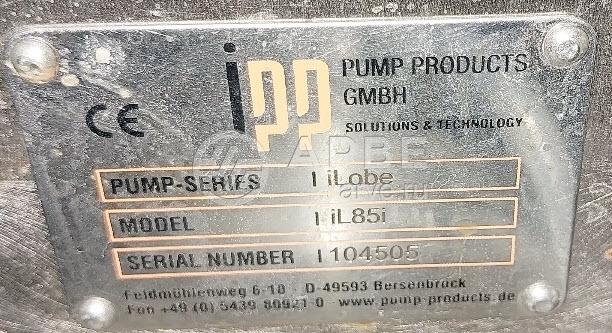 ipp PUMP PRODUCTS
GMBH
SOLUTIONS & TECHNOLOGY
CE
PUMP-SERIES | iLobe
MODEL | iL85i
SERIAL NUMBER | 104505
Feldmühlenweg 6-18 · D-49593 Bersenbrück
Fon +49 (0) 5439 80921-0 · www.pump-products.de